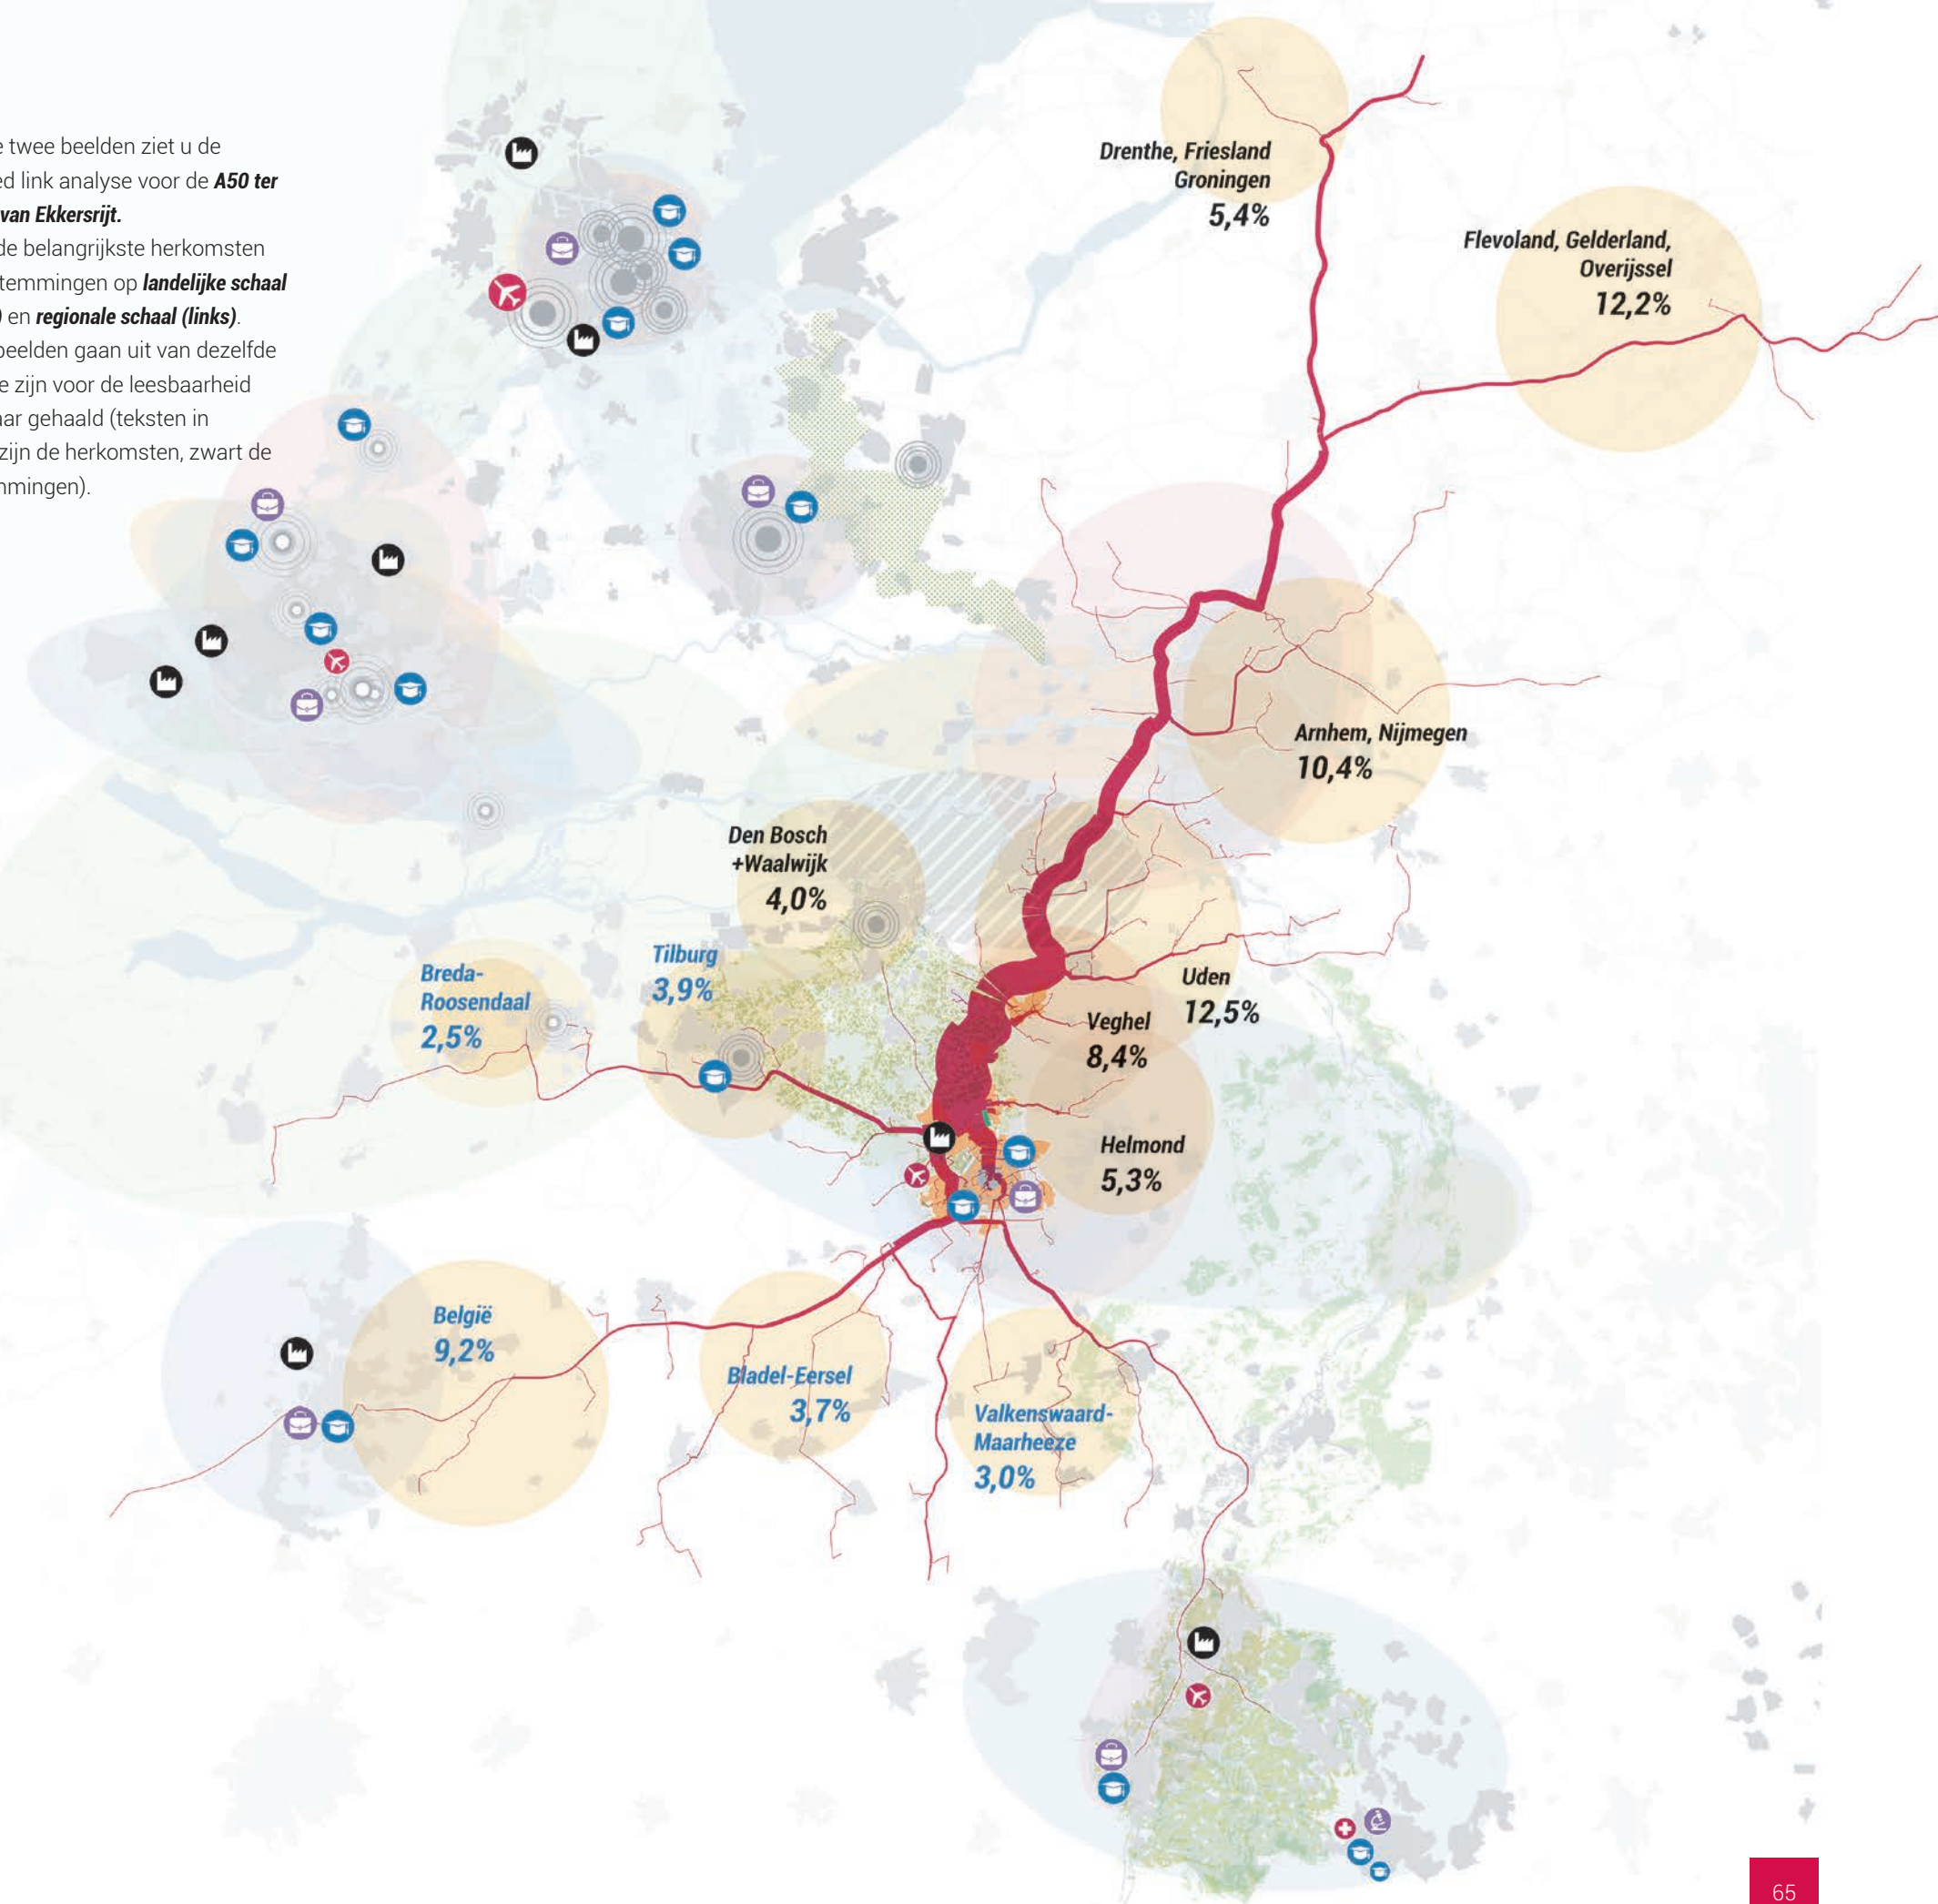 e twee beelden ziet u de
ed link analyse voor de A50 ter
van Ekkersrijt.
de belangrijkste herkomsten
temmingen op landelijke schaal
) en regionale schaal (links).
beelden gaan uit van dezelfde
e zijn voor de leesbaarheid
aar gehaald (teksten in
zijn de herkomsten, zwart de
nmingen).
Drenthe, Friesland
Groningen
5,4%
Flevoland, Gelderland,
Overijssel
12,2%
Arnhem, Nijmegen
10,4%
Den Bosch
+Waalwijk
4,0%
Tilburg
3,9%
Breda-
Roosendaal
2,5%
Uden
12,5%
Veghel
8,4%
Helmond
5,3%
België
9,2%
Bladel-Eersel
3,7%
Valkenswaard-
Maarheeze
3,0%
65